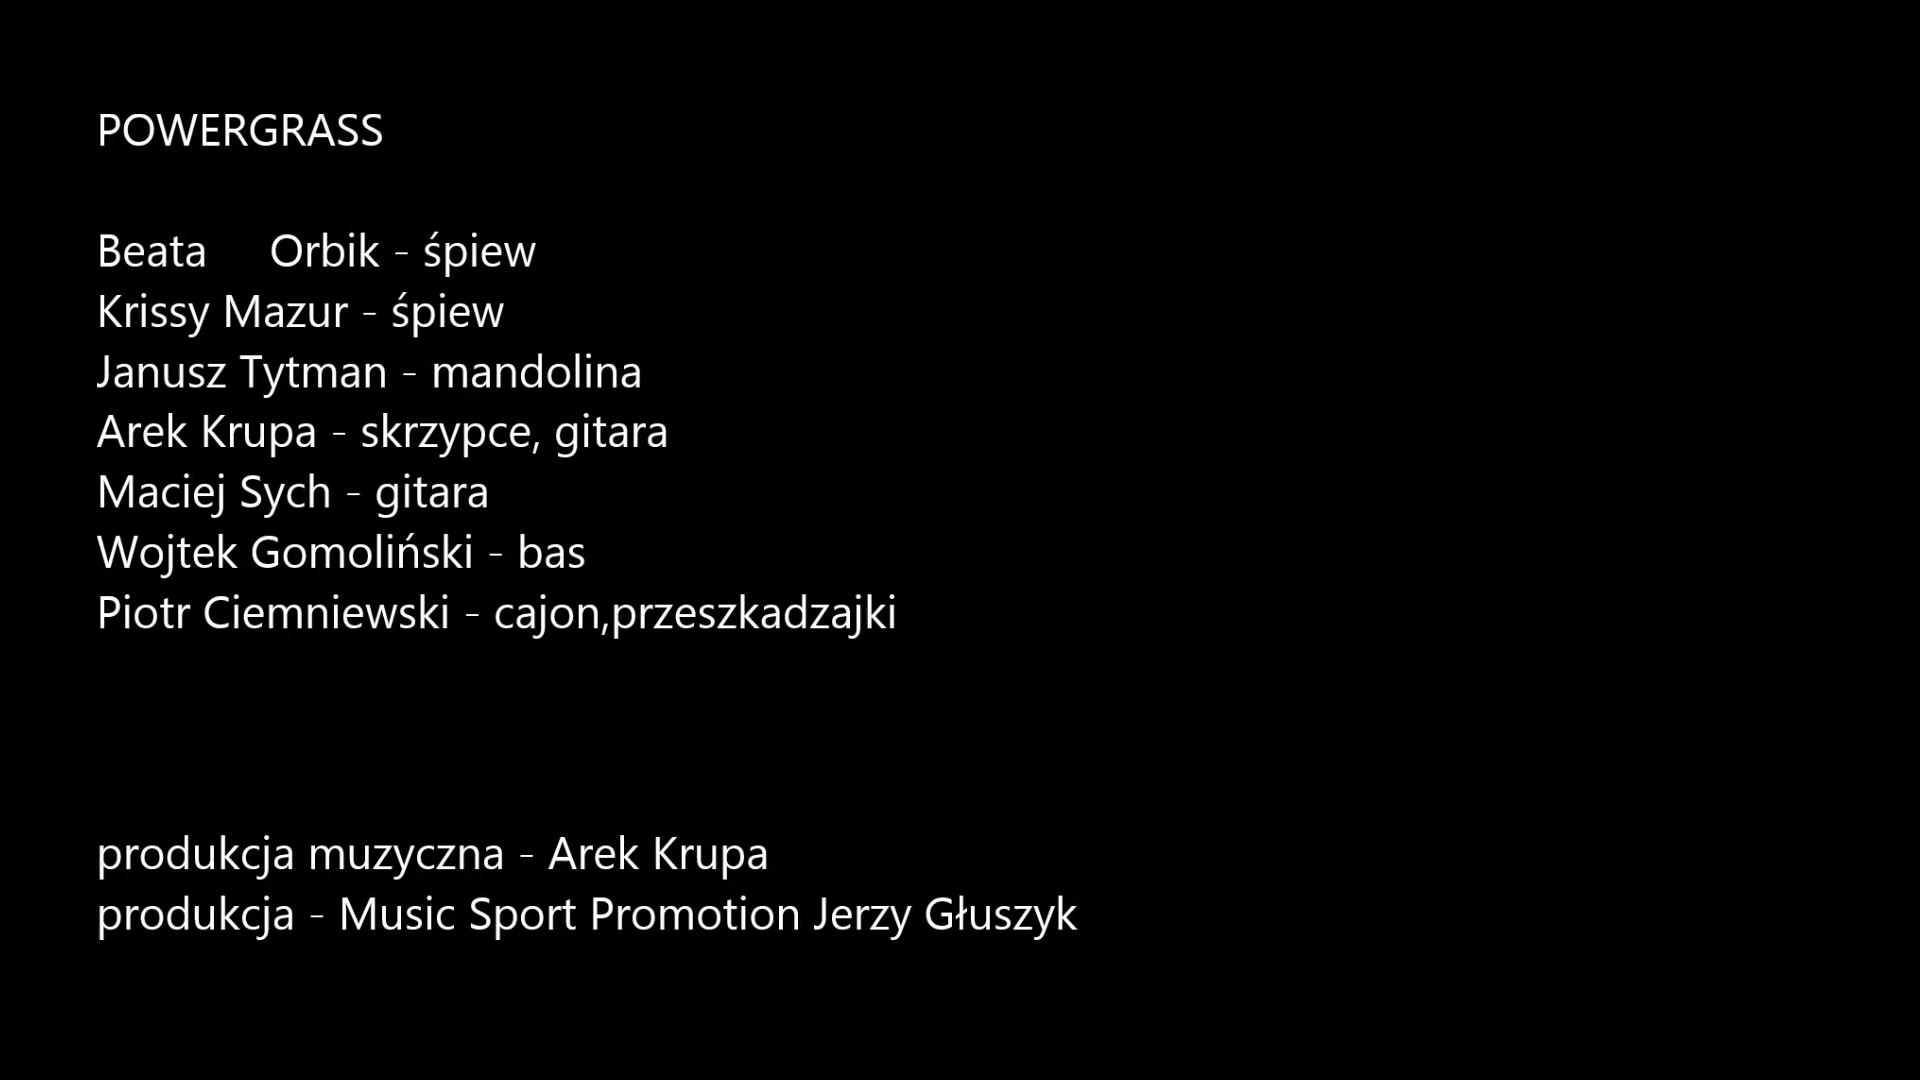 POWERGRASS
Beata Orbik - śpiew
Krissy Mazur - śpiew
Janusz Tytman - mandolina
Arek Krupa - skrzypce, gitara
Maciej Sych - gitara
Wojtek Gomoliński - bas
Piotr Ciemniewski - cajon,przeszkadzajki
produkcja muzyczna - Arek Krupa
produkcja - Music Sport Promotion Jerzy Głuszyk